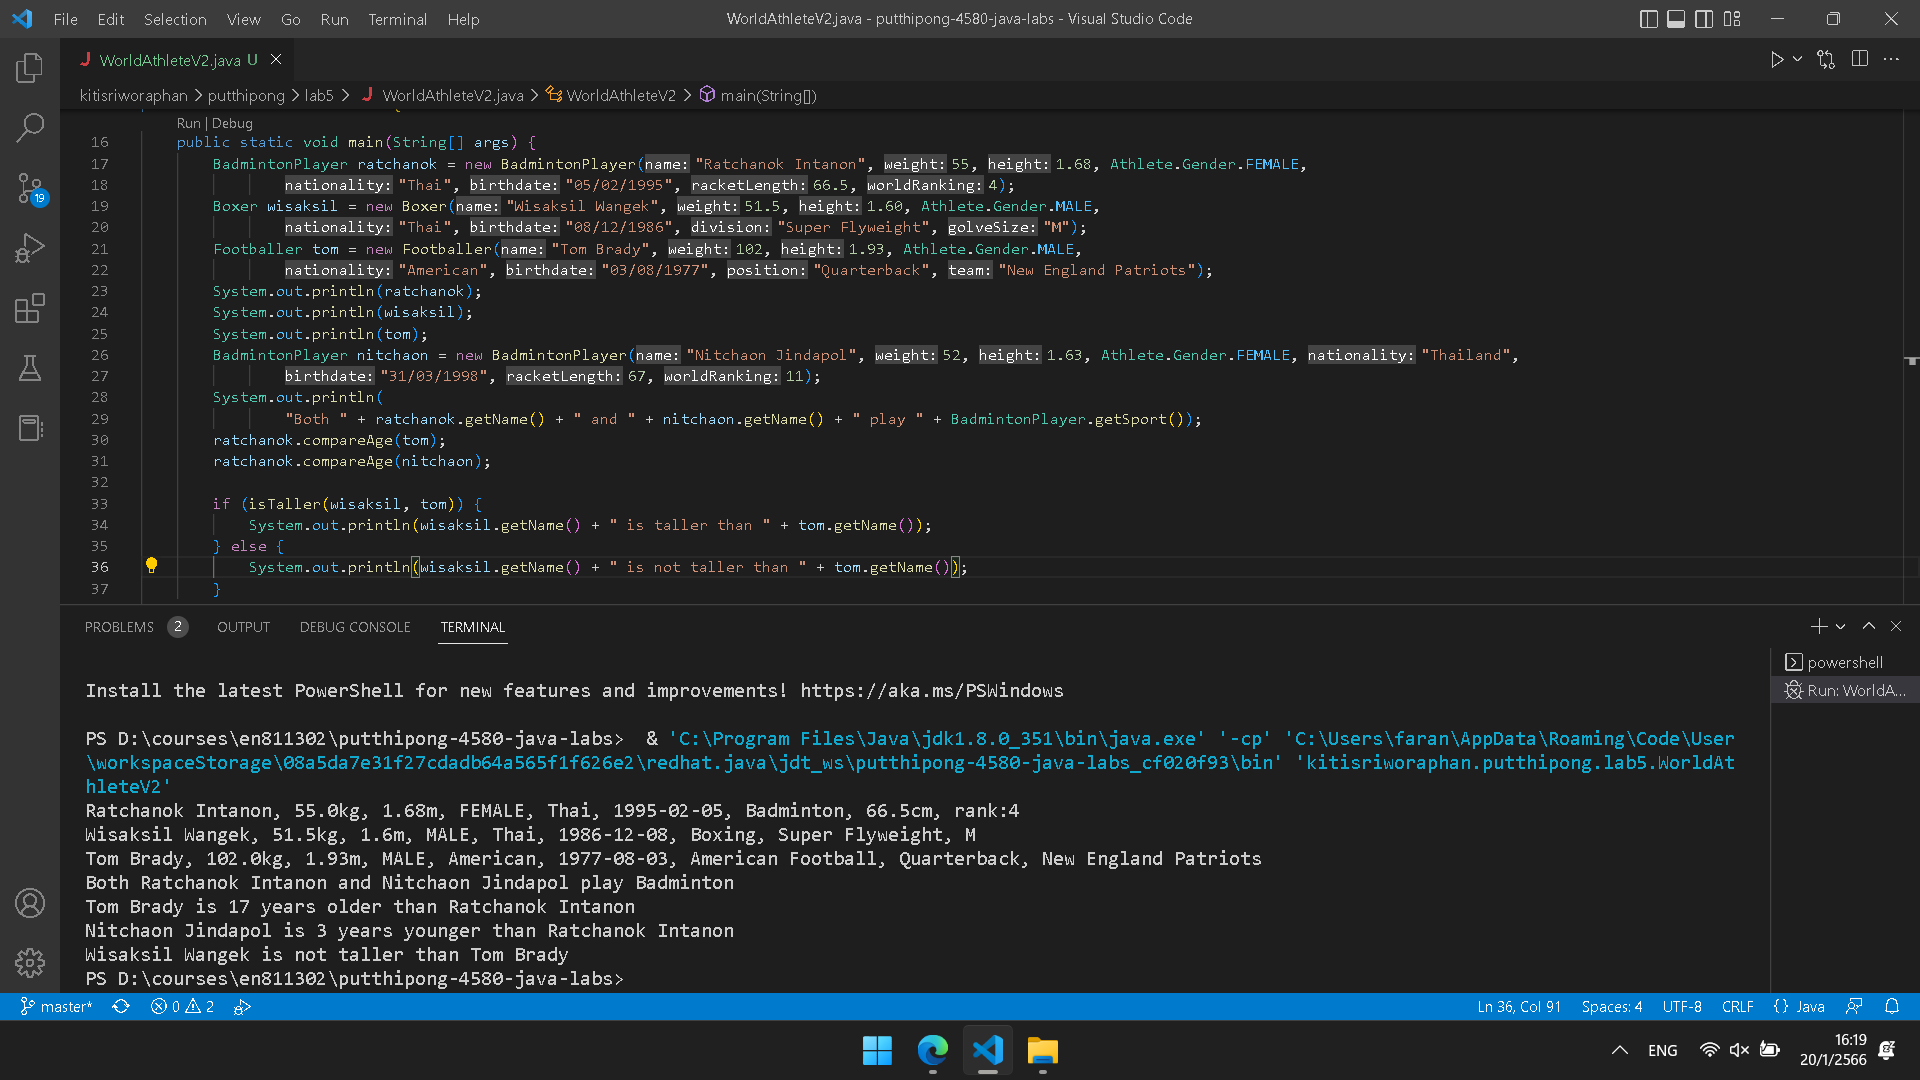 File Edit Selection View Go Run Terminal Help WorldAthleteV2.java - putthipong-4580-java-labs - Visual Studio Code
WorldAthleteV2.java U
kitisriworaphan > putthipong > lab5 > WorldAthleteV2.java > WorldAthleteV2 > main(String[])
Run | Debug
16 public static void main(String[] args) {
17 BadmintonPlayer ratchanok = new BadmintonPlayer(name: "Ratchanok Intanon", weight: 55, height: 1.68, Athlete.Gender.FEMALE,
18 nationality: "Thai", birthdate: "05/02/1995", racketLength: 66.5, worldRanking: 4);
19 Boxer wisaksil = new Boxer(name: "Wisaksil Wangek", weight: 51.5, height: 1.60, Athlete.Gender.MALE,
20 nationality: "Thai", birthdate: "08/12/1986", division: "Super Flyweight", golveSize: "M");
21 Footballer tom = new Footballer(name: "Tom Brady", weight: 102, height: 1.93, Athlete.Gender.MALE,
22 nationality: "American", birthdate: "03/08/1977", position: "Quarterback", team: "New England Patriots");
23 System.out.println(ratchanok);
24 System.out.println(wisaksil);
25 System.out.println(tom);
26 BadmintonPlayer nitchaon = new BadmintonPlayer(name: "Nitchaon Jindapol", weight: 52, height: 1.63, Athlete.Gender.FEMALE, nationality: "Thailand",
27 birthdate: "31/03/1998", racketLength: 67, worldRanking: 11);
28 System.out.println(
29 "Both " + ratchanok.getName() + " and " + nitchaon.getName() + " play " + BadmintonPlayer.getSport());
30 ratchanok.compareAge(tom);
31 ratchanok.compareAge(nitchaon);
32
33 if (isTaller(wisaksil, tom)) {
34 System.out.println(wisaksil.getName() + " is taller than " + tom.getName());
35 } else {
36 System.out.println(wisaksil.getName() + " is not taller than " + tom.getName());
37 }
PROBLEMS 2 OUTPUT DEBUG CONSOLE TERMINAL
powershell
Run: WorldA...
Install the latest PowerShell for new features and improvements! https://aka.ms/PSWindows
PS D:\courses\en811302\putthipong-4580-java-labs> & 'C:\Program Files\Java\jdk1.8.0_351\bin\java.exe' '-cp' 'C:\Users\faran\AppData\Roaming\Code\User
\workspaceStorage\08a5da7e31f27cdadb64a565f1f626e2\redhat.java\jdt_ws\putthipong-4580-java-labs_cf020f93\bin' 'kitisriworaphan.putthipong.lab5.WorldAt
hleteV2'
Ratchanok Intanon, 55.0kg, 1.68m, FEMALE, Thai, 1995-02-05, Badminton, 66.5cm, rank:4
Wisaksil Wangek, 51.5kg, 1.6m, MALE, Thai, 1986-12-08, Boxing, Super Flyweight, M
Tom Brady, 102.0kg, 1.93m, MALE, American, 1977-08-03, American Football, Quarterback, New England Patriots
Both Ratchanok Intanon and Nitchaon Jindapol play Badminton
Tom Brady is 17 years older than Ratchanok Intanon
Nitchaon Jindapol is 3 years younger than Ratchanok Intanon
Wisaksil Wangek is not taller than Tom Brady
PS D:\courses\en811302\putthipong-4580-java-labs>
19
master* 0 2 Ln 36, Col 91 Spaces: 4 UTF-8 CRLF {} Java
ENG 16:19
20/1/2566